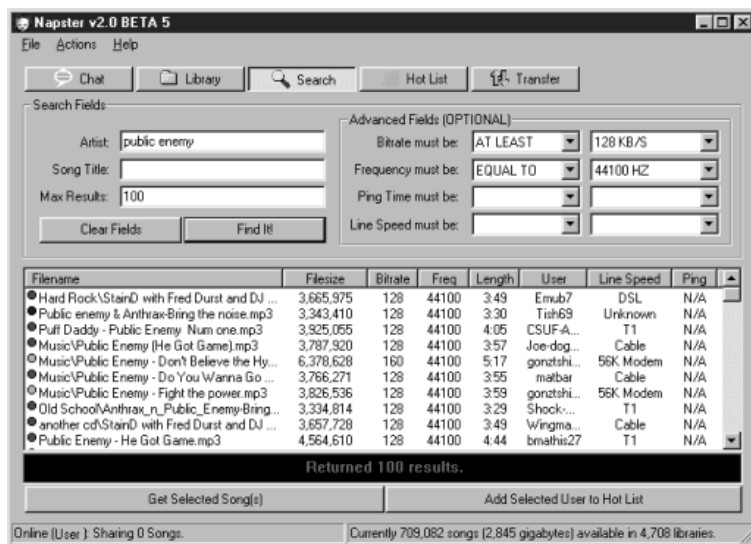 Napster v2.0 BETA 5
File Actions Help
Chat Library Search Hot List Transfer
Search Fields
Artist: public enemy
Song Title:
Max Results: 100
Clear Fields Find It!
Advanced Fields (OPTIONAL)
Bitrate must be: AT LEAST 128 KB/S
Frequency must be: EQUAL TO 44100 HZ
Ping Time must be:
Line Speed must be:
Filename Filesize Bitrate Freq Length User Line Speed Ping
Hard Rock\StainD with Fred Durst and DJ ... 3,665,975 128 44100 3:49 Emub7 DSL N/A
Public enemy & Anthrax-Bring the noise.mp3 3,343,410 128 44100 3:30 Tish69 Unknown N/A
Puff Daddy - Public Enemy Num one.mp3 3,925,055 128 44100 4:05 CSUF-A... T1 N/A
Music\Public Enemy (He Got Game).mp3 3,787,920 128 44100 3:57 Joe-dog... Cable N/A
Music\Public Enemy - Don't Believe the Hy... 6,378,628 160 44100 5:17 gonztshi... 56K Modem N/A
Music\Public Enemy - Do You Wanna Go ... 3,766,271 128 44100 3:55 matbar Cable N/A
Music\Public Enemy - Fight the power.mp3 3,826,536 128 44100 3:59 gonztshi... 56K Modem N/A
Old School\Anthrax_n_Public_Enemy-Bring... 3,334,814 128 44100 3:29 Shock-... T1 N/A
another cd\StainD with Fred Durst and DJ ... 3,657,728 128 44100 3:49 Wingma... Cable N/A
Public Enemy - He Got Game.mp3 4,564,610 128 44100 4:44 bmathis27 T1 N/A
Returned 100 results.
Get Selected Song(s) Add Selected User to Hot List
Online (User ): Sharing 0 Songs. Currently 709,082 songs (2,845 gigabytes) available in 4,708 libraries.